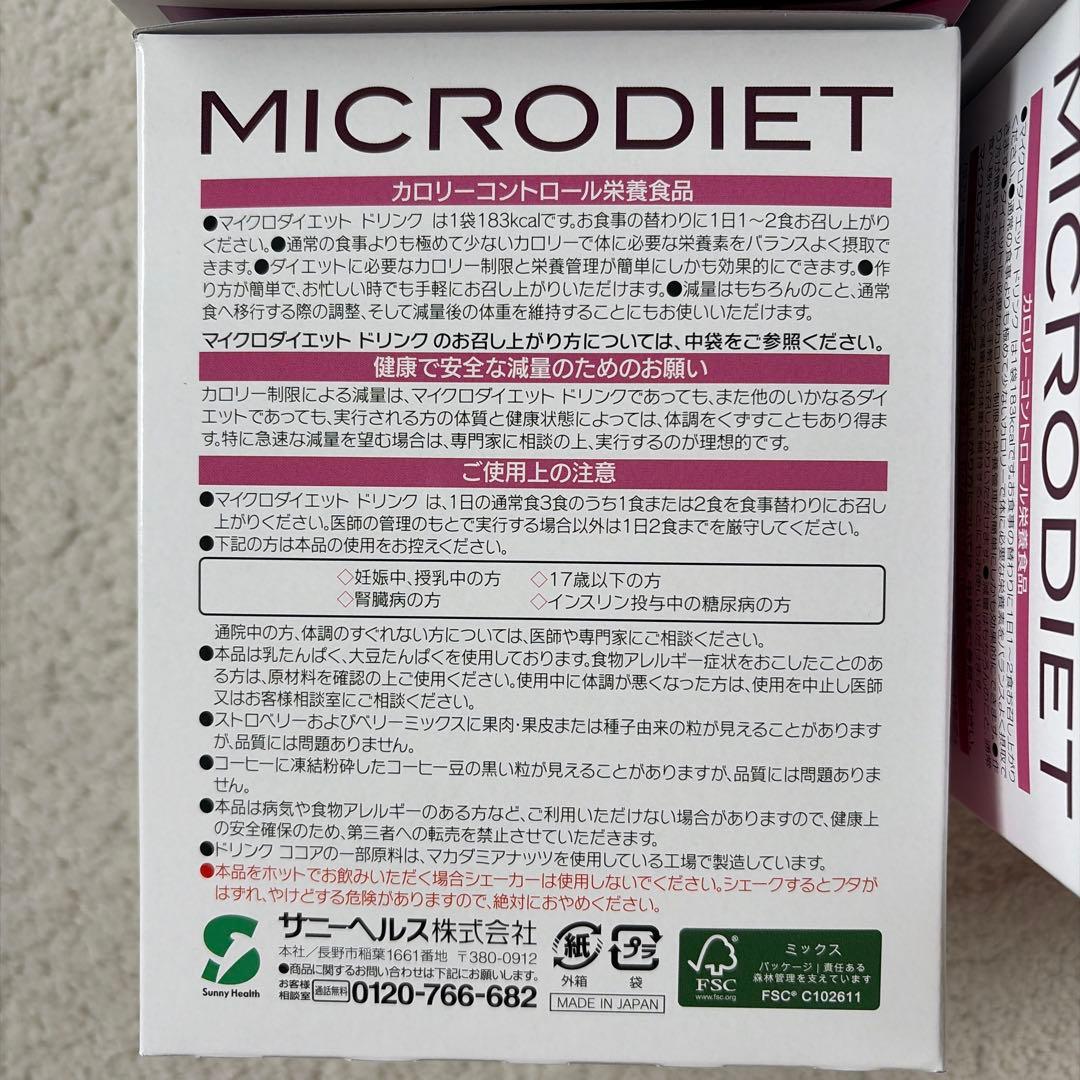 MICRODIET
カロリーコントロール栄養食品
●マイクロダイエット ドリンク は1袋183kcalです。お食事の替わりに1日1〜2食お召し上がり
ください。●通常の食事よりも極めて少ないカロリーで体に必要な栄養素をバランスよく摂取で
きます。●ダイエットに必要なカロリー制限と栄養管理が簡単にしかも効果的にできます。●作
り方が簡単で、お忙しい時でも手軽にお召し上がりいただけます。●減量はもちろんのこと、通常
食へ移行する際の調整、そして減量後の体重を維持することにもお使いいただけます。
マイクロダイエット ドリンク のお召し上がり方については、中袋をご参照ください。
健康で安全な減量のためのお願い
カロリー制限による減量は、マイクロダイエット ドリンクであっても、また他のいかなるダイ
エットであっても、実行される方の体質と健康状態によっては、体調をくずすこともあり得ま
す。特に急速な減量を望む場合は、専門家に相談の上、実行するのが理想的です。
ご使用上の注意
●マイクロダイエット ドリンク は、1日の通常食3食のうち1食または2食を食事替わりにお召し
上がりください。医師の管理のもとで実行する場合以外は1日2食までを厳守してください。
●下記の方は本品の使用をお控えください。
◇妊娠中、授乳中の方 ◇17歳以下の方
◇腎臓病の方 ◇インスリン投与中の糖尿病の方
通院中の方、体調のすぐれない方については、医師や専門家にご相談ください。
●本品は乳たんぱく、大豆たんぱくを使用しております。食物アレルギー症状をおこしたことのあ
る方は、原材料を確認の上ご使用ください。使用中に体調が悪くなった方は、使用を中止し医師
又はお客様相談室にご相談ください。
●ストロベリーおよびベリーミックスに果肉・果皮または種子由来の粒が見えることがあります
が、品質には問題ありません。
●コーヒーに凍結粉砕したコーヒー豆の黒い粒が見えることがありますが、品質には問題ありま
せん。
●本品は病気や食物アレルギーのある方など、ご利用いただけない場合がありますので、健康上
の安全確保のため、第三者への転売を禁止させていただきます。
●ドリンク ココアの一部原料は、マカダミアナッツを使用している工場で製造しています。
●本品をホットでお飲みいただく場合シェーカーは使用しないでください。シェークするとフタが
はずれ、やけどする危険がありますので、絶対におやめください。
Sunny Health
サニーヘルス株式会社
本社/長野市稲葉1661番地 〒380-0912
●商品に関するお問い合わせは下記にお願いします。
お客様
相談室 通話無料 0120-766-682
紙
外箱
プラ
袋
MADE IN JAPAN
FSC
www.fsc.org
ミックス
パッケージ|責任ある
森林管理を支えています
FSC® C102611
MICRODIET
カロリーコントロール栄養食品